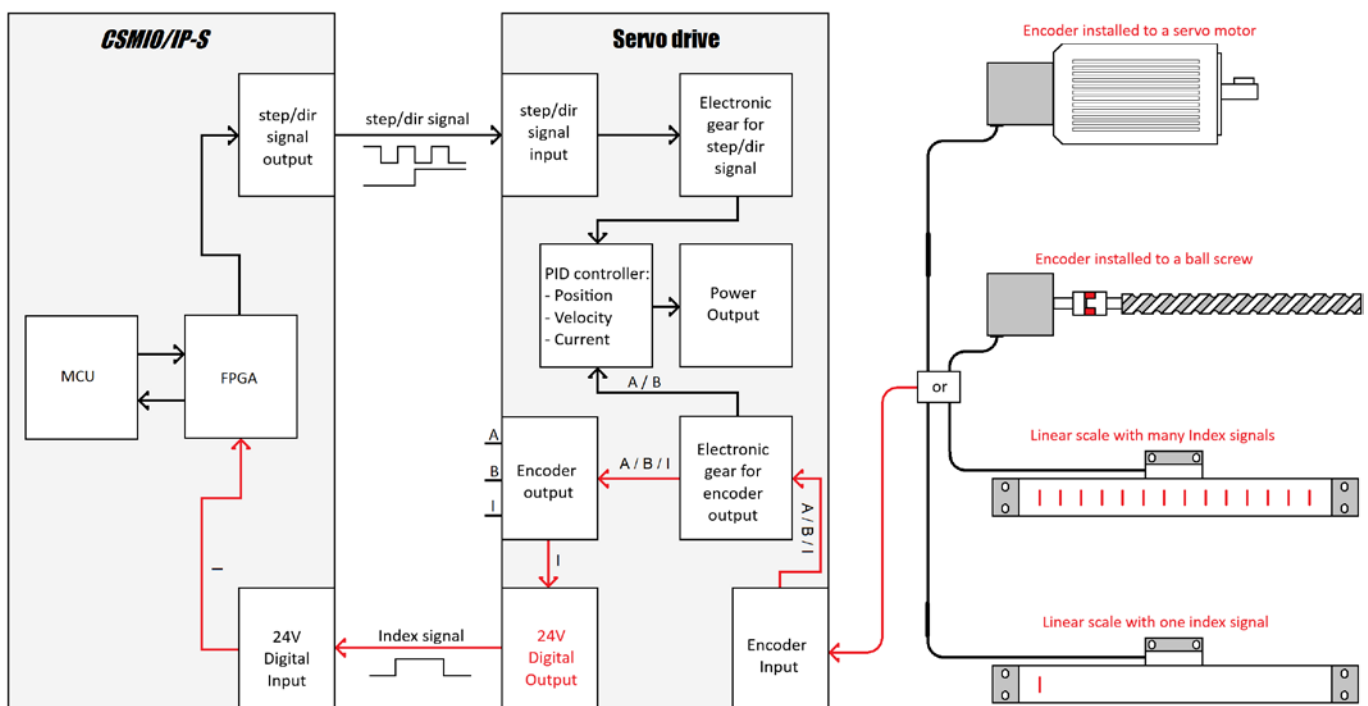 CSMIO/IP-S
step/dir
signal
output
MCU
FPGA
I
24V
Digital
Input
step/dir signal
Index signal
Servo drive
step/dir
signal
input
Electronic
gear for
step/dir
signal
PID controller:
- Position
- Velocity
- Current
Power
Output
A / B
A
B
I
Encoder
output
A / B / I
Electronic
gear for
encoder
output
A / B / I
I
24V
Digital
Output
Encoder
Input
Encoder installed to a servo motor
Encoder installed to a ball screw
or
Linear scale with many Index signals
Linear scale with one index signal